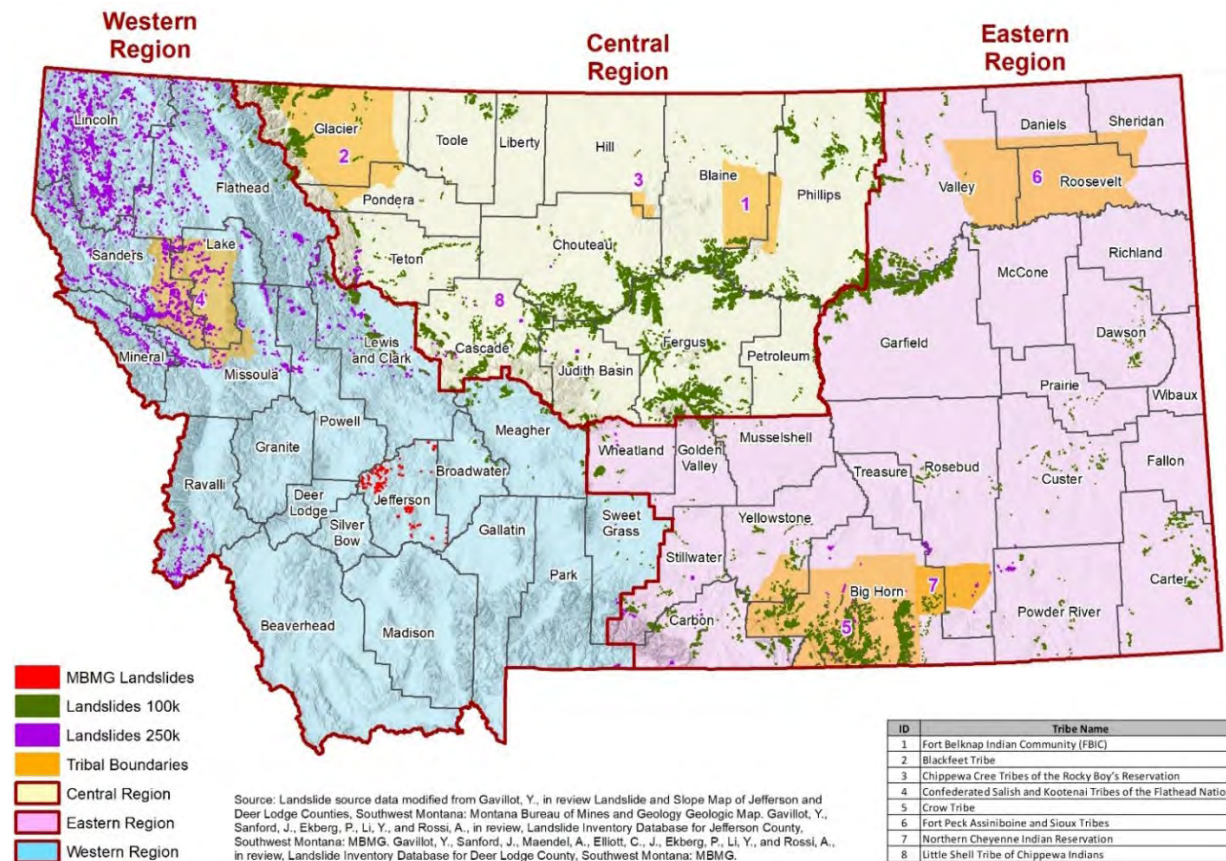 Western
Region
Central
Region
Eastern
Region
Lincoln
Flathead
Glacier
2
Toole
Liberty
Hill
3
Blaine
1
Phillips
Daniels
Sheridan
Valley
6
Roosevelt
Pondera
Sanders
Lake
4
Teton
Chouteau
8
Cascade
Judith Basin
Fergus
Petroleum
McCone
Richland
Garfield
Dawson
Prairie
Wibaux
Mineral
Missoula
Lewis
and Clark
Powell
Granite
Meagher
Broadwater
Jefferson
Ravalli
Deer
Lodge
Silver
Bow
Gallatin
Sweet
Grass
Park
Beaverhead
Madison
Wheatland
Golden
Valley
Musselshell
Treasure
Rosebud
Custer
Fallon
Yellowstone
Stillwater
Carbon
Big Horn
5
7
Powder River
Carter
MBMG Landslides
Landslides 100k
Landslides 250k
Tribal Boundaries
Central Region
Eastern Region
Western Region
Source: Landslide source data modified from Gavillot, Y., in review Landslide and Slope Map of Jefferson and
Deer Lodge Counties, Southwest Montana: Montana Bureau of Mines and Geology Geologic Map. Gavillot, Y.,
Sanford, J., Ekberg, P., Li, Y., and Rossi, A., in review, Landslide Inventory Database for Jefferson County,
Southwest Montana: MBMG. Gavillot, Y., Sanford, J., Maendel, A., Elliott, C., J., Ekberg, P., Li, Y., and Rossi, A.,
in review, Landslide Inventory Database for Deer Lodge County, Southwest Montana: MBMG.
ID Tribe Name
1 Fort Belknap Indian Community (FBIC)
2 Blackfeet Tribe
3 Chippewa Cree Tribes of the Rocky Boy's Reservation
4 Confederated Salish and Kootenai Tribes of the Flathead Natio
5 Crow Tribe
6 Fort Peck Assiniboine and Sioux Tribes
7 Northern Cheyenne Indian Reservation
8 Little Shell Tribe of Chippewa Indians